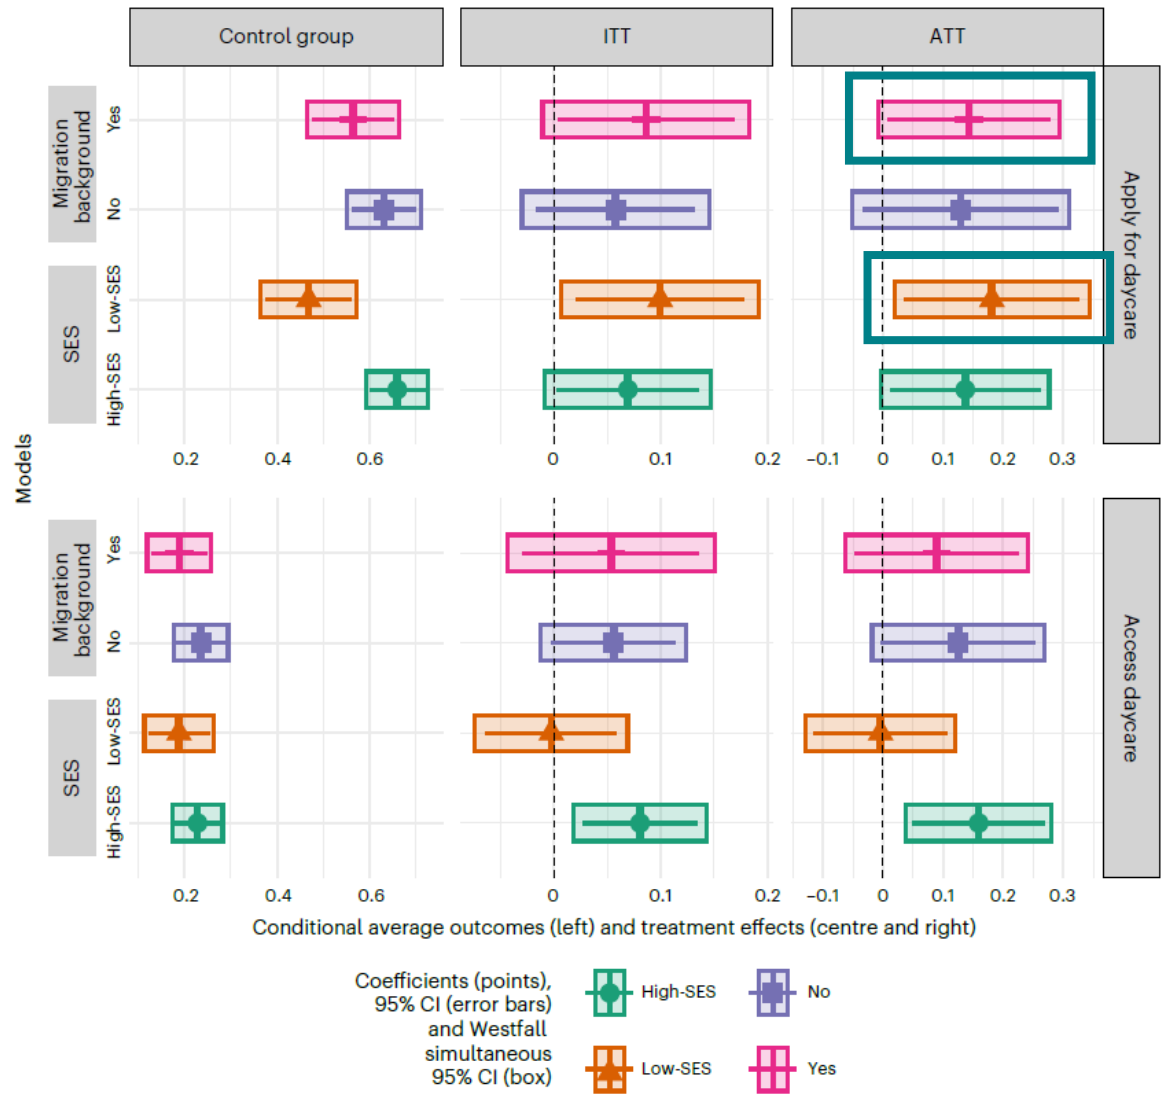 Control group
ITT
ATT
Migration
background
Yes
No
SES
Low-SES
High-SES
Apply for daycare
0.2
0.4
0.6
0
0.1
0.2
−0.1
0
0.1
0.2
0.3
Models
Migration
background
Yes
No
SES
Low-SES
High-SES
Access daycare
0.2
0.4
0.6
0
0.1
0.2
−0.1
0
0.1
0.2
0.3
Conditional average outcomes (left) and treatment effects (centre and right)
Coefficients (points),
95% CI (error bars)
and Westfall
simultaneous
95% CI (box)
High-SES
No
Low-SES
Yes